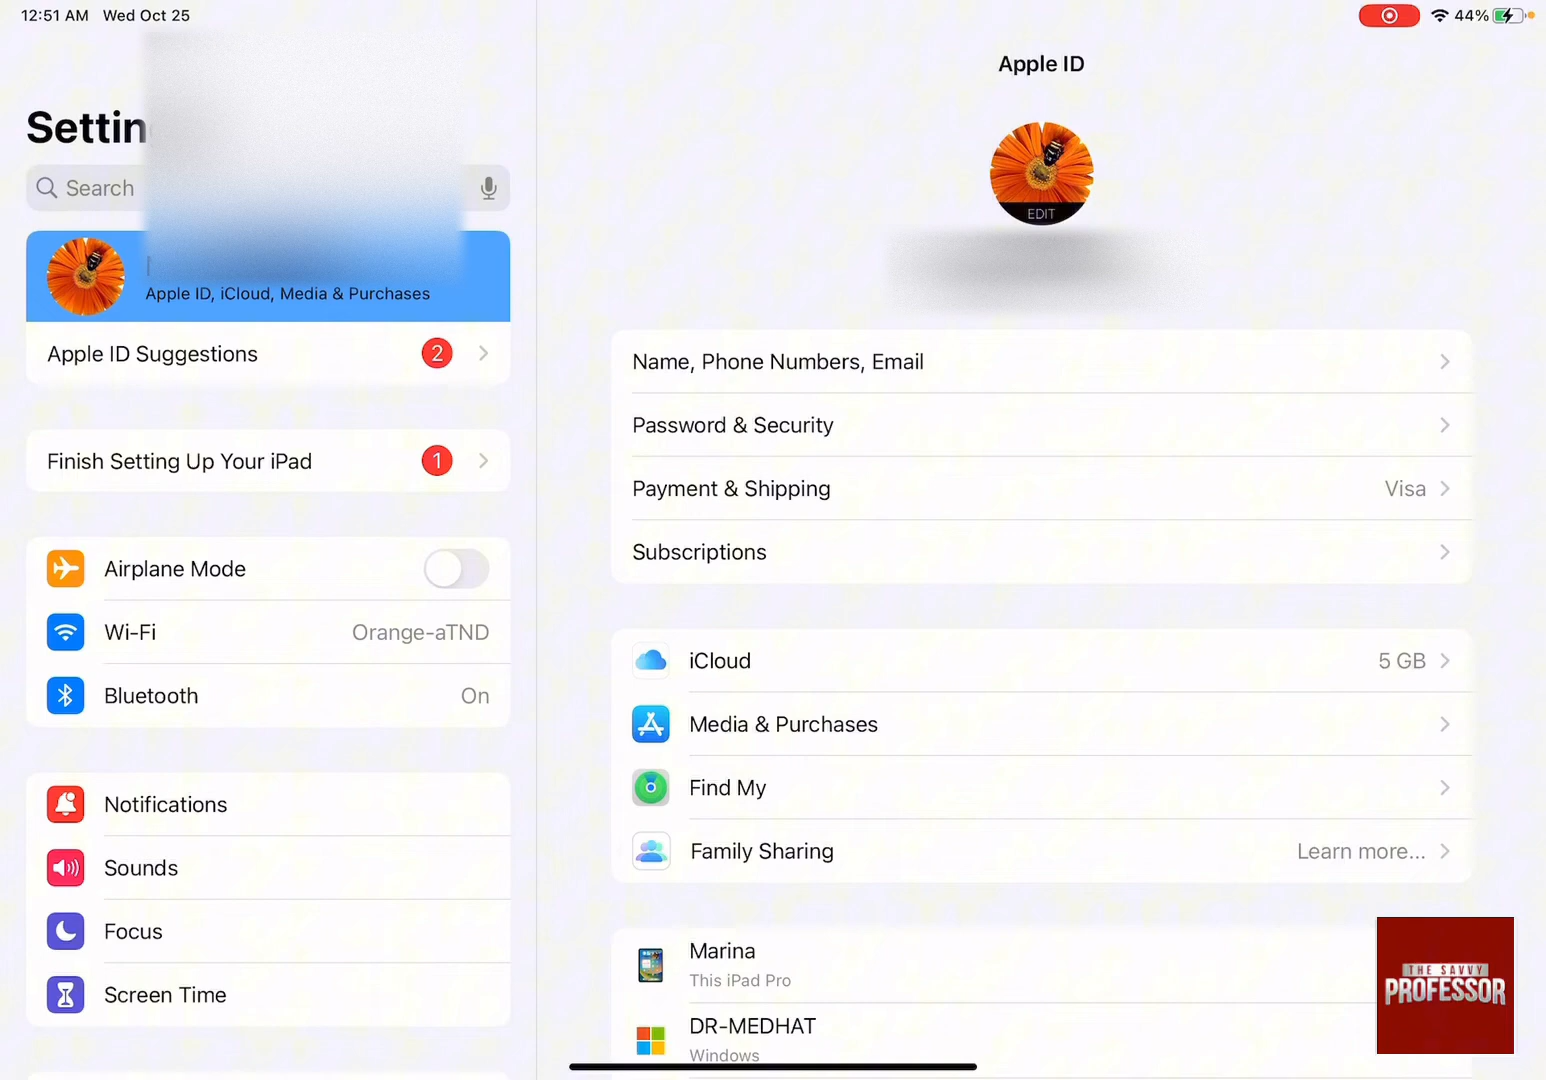 12:51 AM Wed Oct 25
44%
Settin
Search
Apple ID, iCloud, Media & Purchases
Apple ID Suggestions 2
Finish Setting Up Your iPad 1
Airplane Mode
Wi-Fi Orange-aTND
Bluetooth On
Notifications
Sounds
Focus
Screen Time
Apple ID
EDIT
Name, Phone Numbers, Email
Password & Security
Payment & Shipping Visa
Subscriptions
iCloud 5 GB
Media & Purchases
Find My
Family Sharing Learn more...
Marina
This iPad Pro
DR-MEDHAT
Windows
THE SAVVY
PROFESSOR